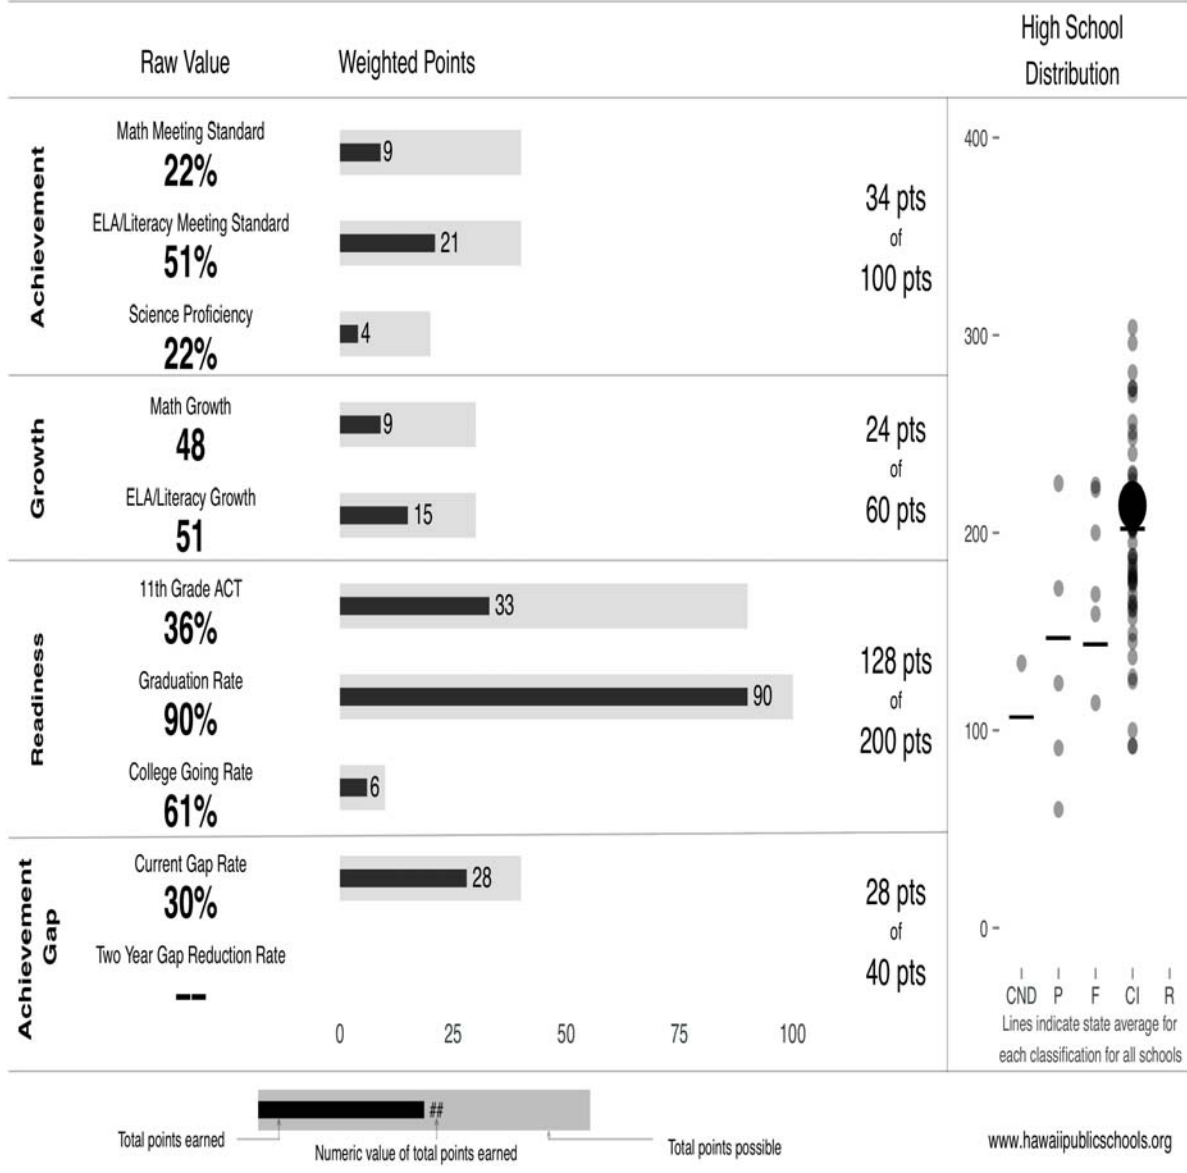 Raw Value
Weighted Points
High School
Distribution
Achievement
Math Meeting Standard
22%
9
ELA/Literacy Meeting Standard
51%
21
Science Proficiency
22%
4
34 pts
of
100 pts
Growth
Math Growth
48
9
ELA/Literacy Growth
51
15
24 pts
of
60 pts
Readiness
11th Grade ACT
36%
33
Graduation Rate
90%
90
College Going Rate
61%
6
128 pts
of
200 pts
Achievement
Gap
Current Gap Rate
30%
28
Two Year Gap Reduction Rate
--
28 pts
of
40 pts
0 25 50 75 100
400
300
200
100
0
CND P F CI R
Lines indicate state average for
each classification for all schools
##
Total points earned
Numeric value of total points earned
Total points possible
www.hawaiipublicschools.org